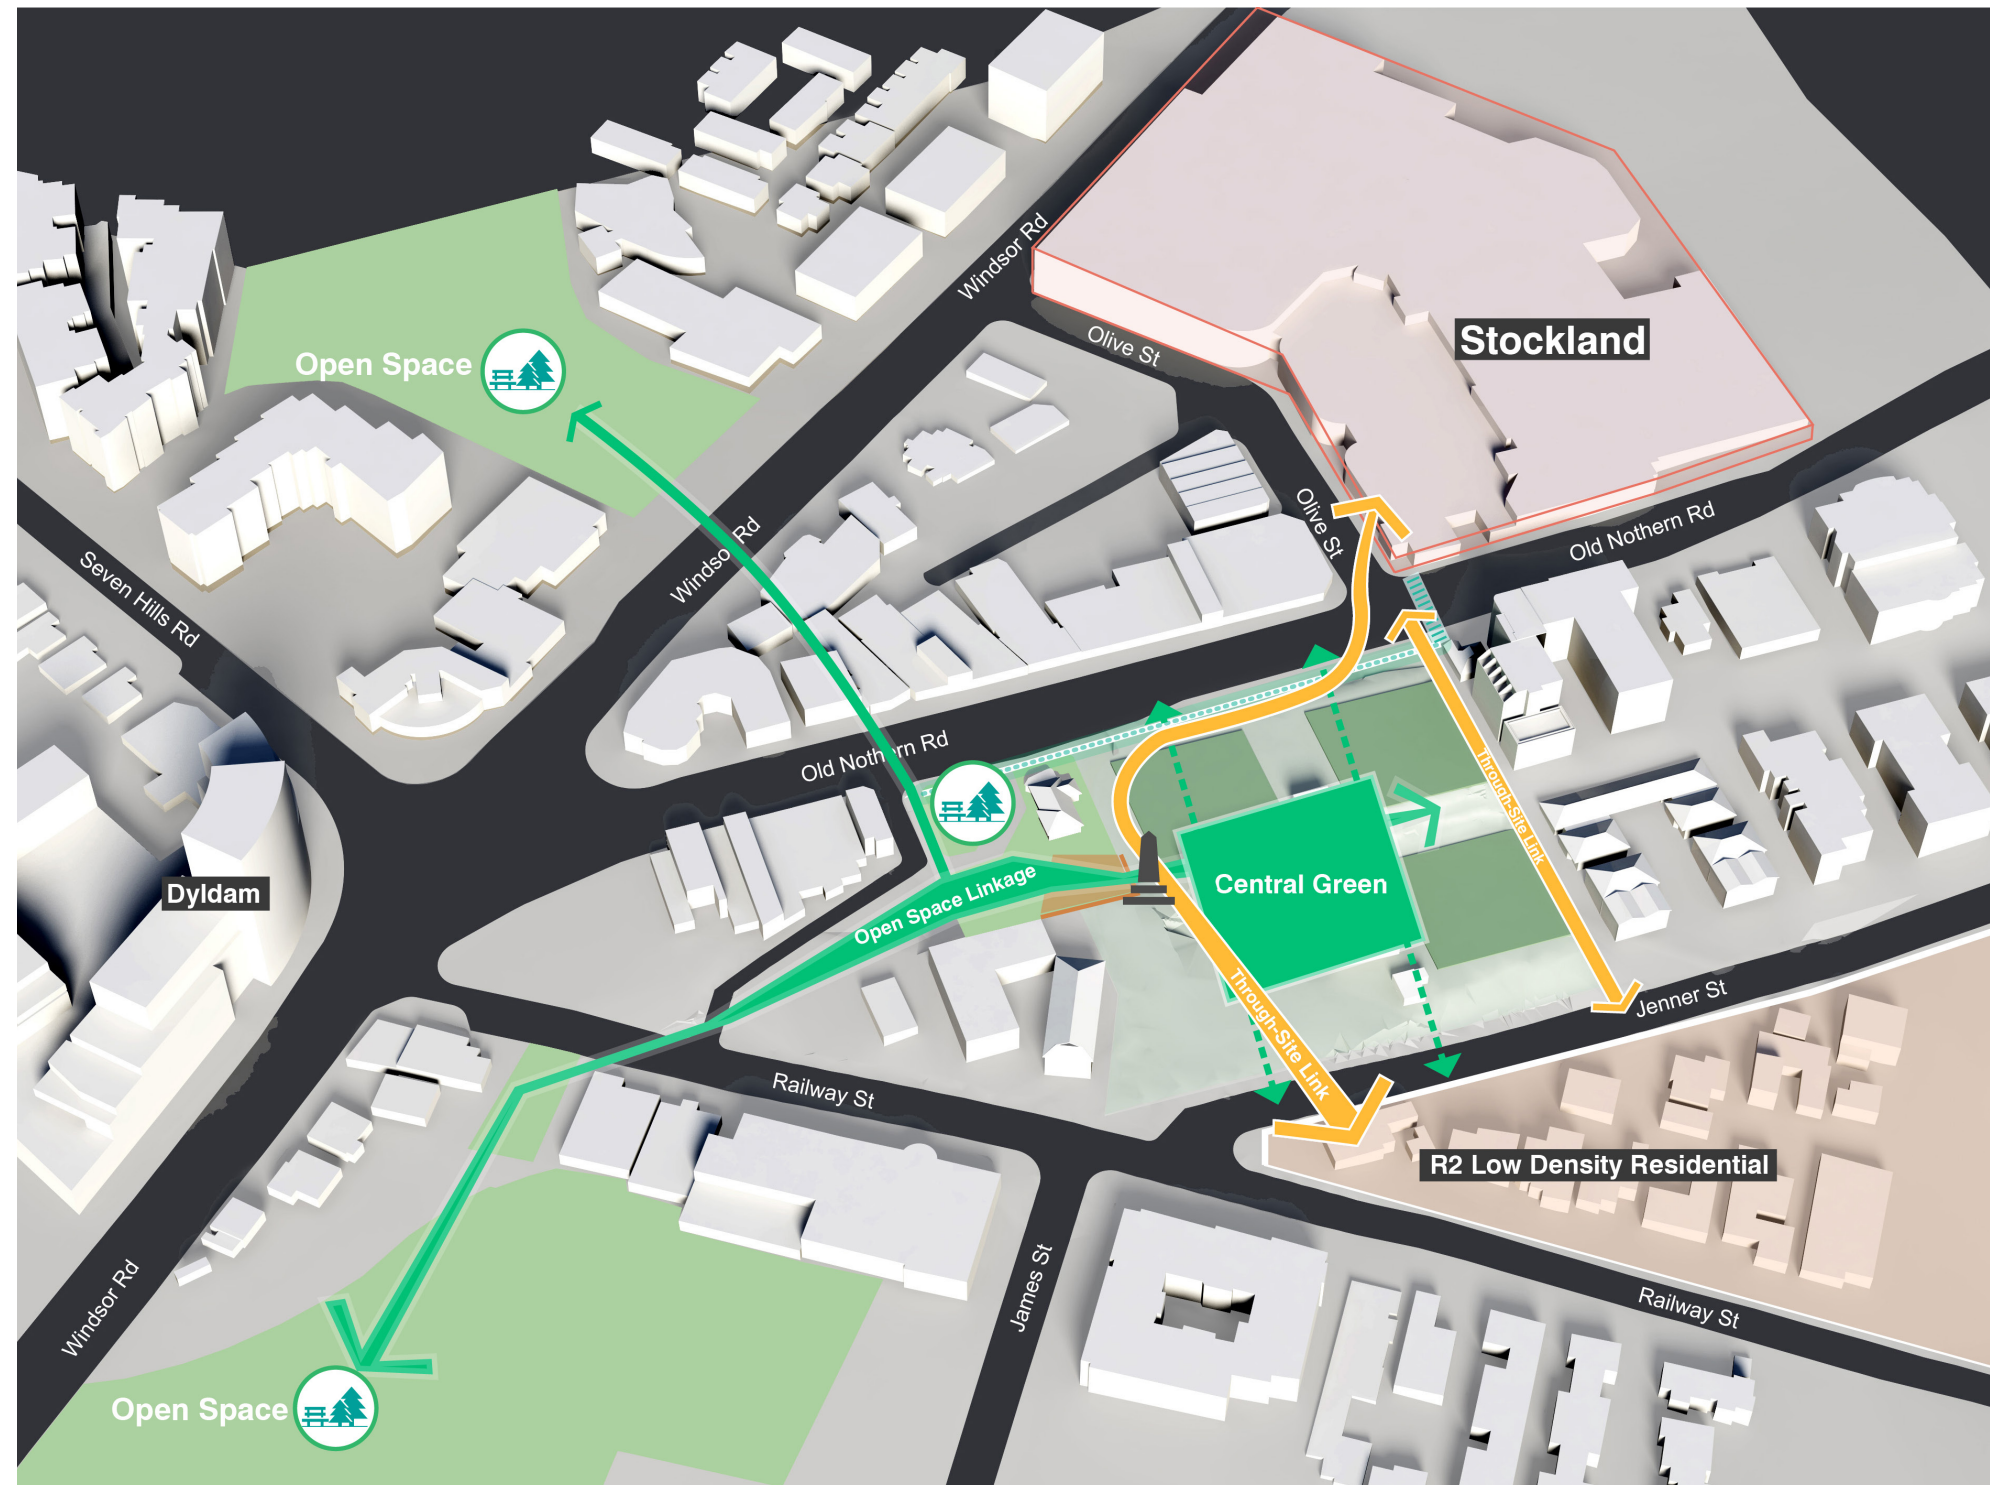 Windsor Rd
Olive St
Stockland
Open Space
Olive St
Old Nothern Rd
Windsor Rd
Seven Hills Rd
Old Nothern Rd
Through-Site Link
Dyldam
Central Green
Open Space Linkage
Through-Site Link
Jenner St
Railway St
R2 Low Density Residential
James St
Windsor Rd
Railway St
Open Space